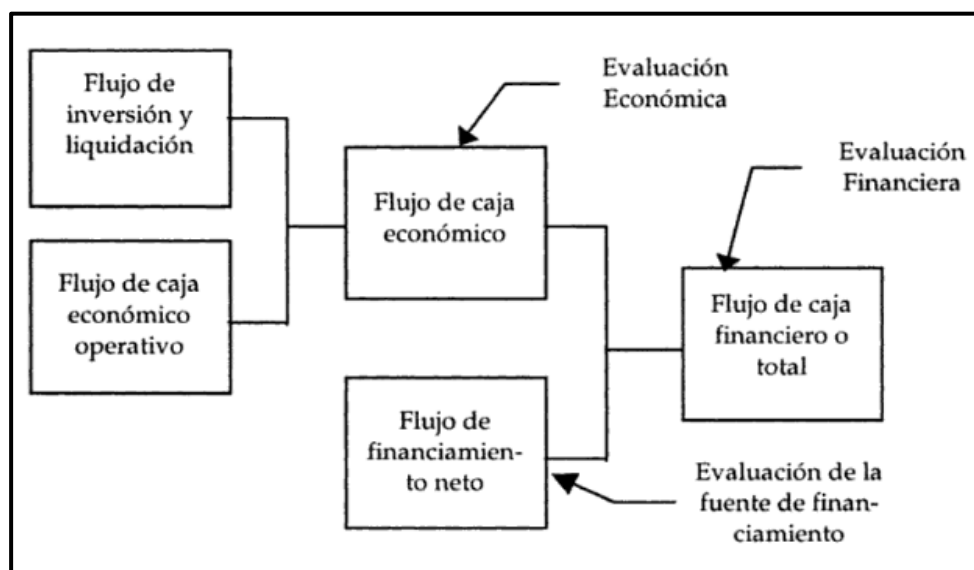 Flujo de
inversión y
liquidación
Flujo de caja
económico
operativo
Evaluación
Económica
Flujo de caja
económico
Flujo de
financiamien-
to neto
Evaluación
Financiera
Flujo de caja
financiero o
total
Evaluación de la
fuente de finan-
ciamiento